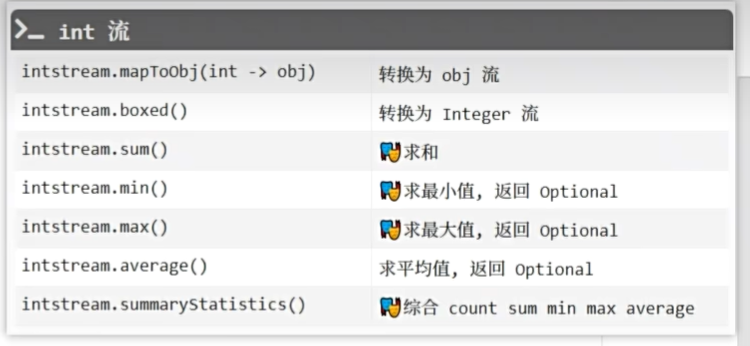 >_ int 流
intstream.mapToObj(int -> obj) 转换为 obj 流
intstream.boxed() 转换为 Integer 流
intstream.sum() 求和
intstream.min() 求最小值, 返回 Optional
intstream.max() 求最大值, 返回 Optional
intstream.average() 求平均值, 返回 Optional
intstream.summaryStatistics() 综合 count sum min max average